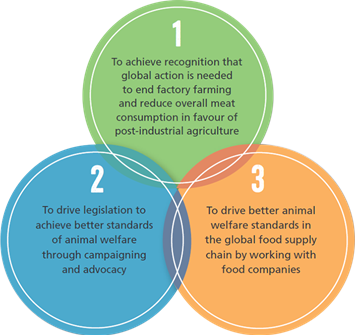 1
To achieve recognition that
global action is needed
to end factory farming
and reduce overall meat
consumption in favour of
post-industrial agriculture
2
To drive legislation to
achieve better standards
of animal welfare
through campaigning
and advocacy
3
To drive better animal
welfare standards in
the global food supply
chain by working with
food companies